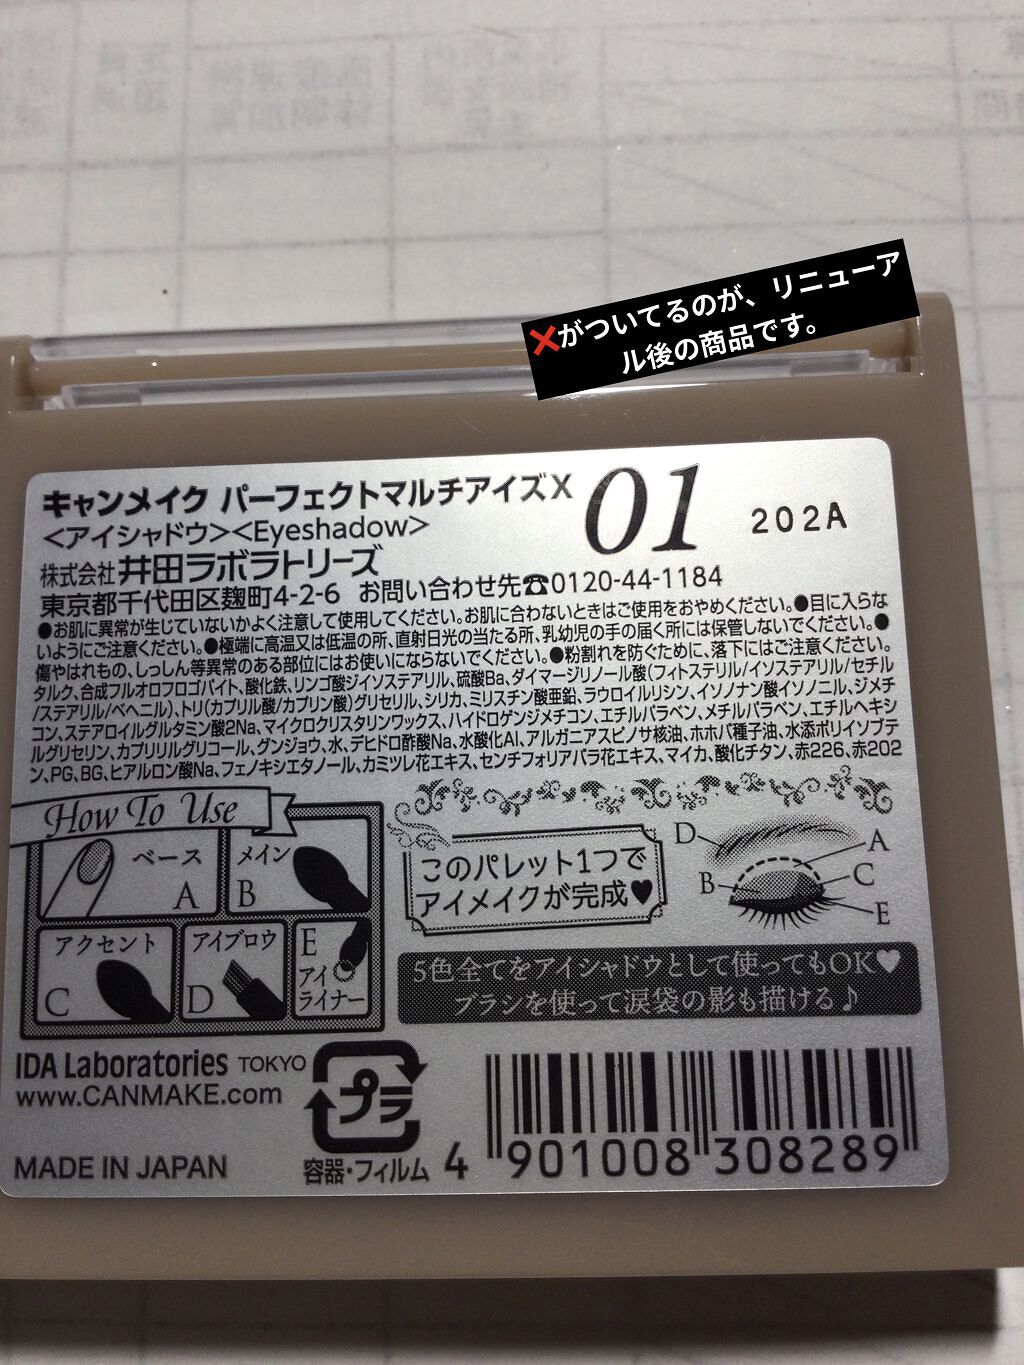 ❌がついてるのが、リニューア
ル後の商品です。
キャンメイク パーフェクトマルチアイズX 01 202A
<アイシャドウ><Eyeshadow>
株式会社井田ラボラトリーズ
東京都千代田区麹町4-2-6 お問い合わせ先☎0120-44-1184
●お肌に異常が生じていないかよく注意して使用してください。お肌に合わないときはご使用をおやめください。●目に入らな
いようにご注意ください。●極端に高温又は低温の所、直射日光の当たる所、乳幼児の手の届く所には保管しないでください。●
傷やはれもの、しっしん等異常のある部位にはお使いにならないでください。●粉割れを防ぐために、落下にはご注意ください。
タルク、合成フルオロフロゴパイト、酸化鉄、リンゴ酸ジイソステアリル、硫酸Ba、ダイマージリノール酸(フィトステリル/イソステアリル/セチル
/ステアリル/ベヘニル)、トリ(カプリル酸/カプリン酸)グリセリル、シリカ、ミリスチン酸亜鉛、ラウロイルリシン、イソノナン酸イソノニル、ジメチ
コン、ステアロイルグルタミン酸2Na、マイクロクリスタリンワックス、ハイドロゲンジメチコン、エチルパラベン、メチルパラベン、エチルヘキシ
ルグリセリン、カプリリルグリコール、グンジョウ、水、デヒドロ酢酸Na、水酸化Al、アルガニアスピノサ核油、ホホバ種子油、水添ポリイソブテ
ン、PG、BG、ヒアルロン酸Na、フェノキシエタノール、カミツレ花エキス、センチフォリアバラ花エキス、マイカ、酸化チタン、赤226、赤202
How To Use
ベース
A
メイン
B
アクセント
C
アイブロウ
D
E
アイ
ライナー
このパレット1つで
アイメイクが完成♥
D
A
B
C
E
5色全てをアイシャドウとして使ってもOK♥
ブラシを使って涙袋の影も描ける♪
IDA Laboratories TOKYO
www.CANMAKE.com
MADE IN JAPAN
プラ
容器・フィルム
4 901008 308289